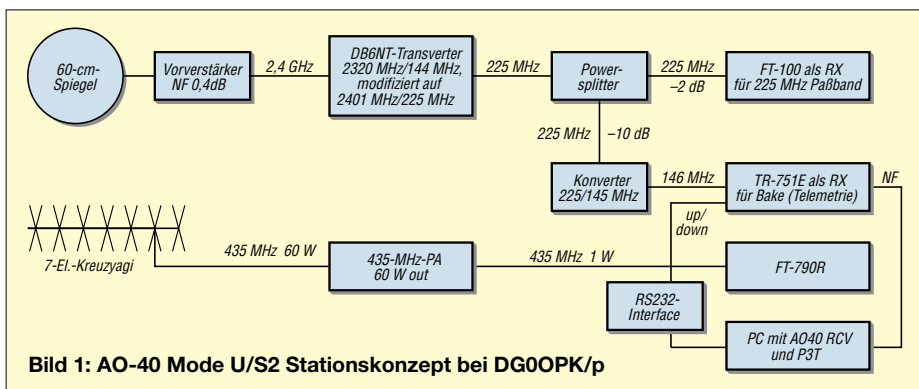 60-cm-
Spiegel
Vorverstärker
NF 0,4dB
2,4 GHz
DB6NT-Transverter
2320 MHz/144 MHz,
modifiziert auf
2401 MHz/225 MHz
225 MHz
Power-
splitter
225 MHz
–2 dB
FT-100 als RX
für 225 MHz Paßband
225 MHz
–10 dB
Konverter
225/145 MHz
146 MHz
TR-751E als RX
für Bake (Telemetrie)
NF
up/
down
7-El.-Kreuzyagi
435 MHz 60 W
435-MHz-PA
60 W out
435 MHz 1 W
FT-790R
RS232-
Interface
PC mit AO40 RCV
und P3T
Bild 1: AO-40 Mode U/S2 Stationskonzept bei DG0OPK/p